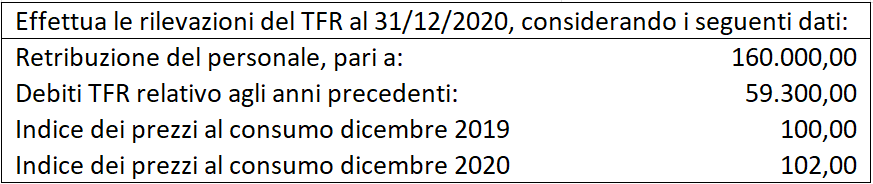 Effettua le rilevazioni del TFR al 31/12/2020, considerando i seguenti dati:
Retribuzione del personale, pari a: 160.000,00
Debiti TFR relativo agli anni precedenti: 59.300,00
Indice dei prezzi al consumo dicembre 2019 100,00
Indice dei prezzi al consumo dicembre 2020 102,00